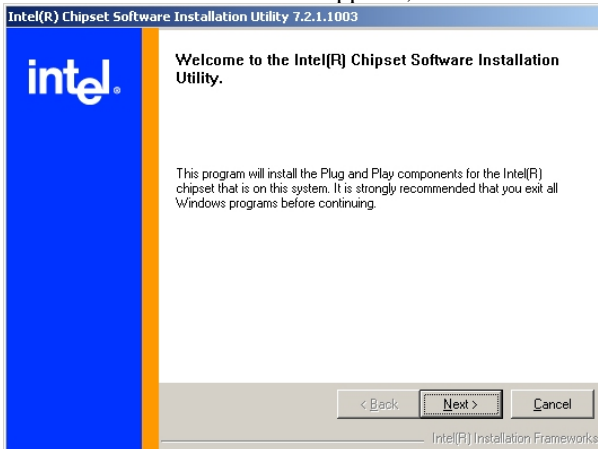 Intel(R) Chipset Software Installation Utility 7.2.1.1003
intel.
Welcome to the Intel(R) Chipset Software Installation
Utility.
This program will install the Plug and Play components for the Intel(R)
chipset that is on this system. It is strongly recommended that you exit all
Windows programs before continuing.
< Back
Next >
Cancel
Intel(R) Installation Frameworks